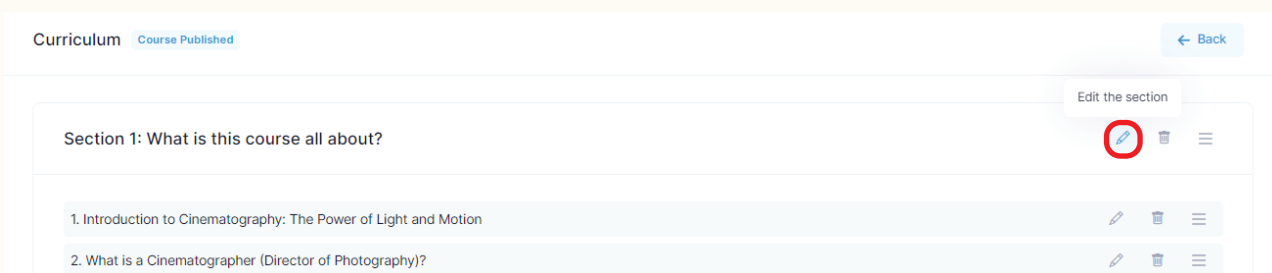 Curriculum Course Published
← Back
Edit the section
Section 1: What is this course all about?
1. Introduction to Cinematography: The Power of Light and Motion
2. What is a Cinematographer (Director of Photography)?